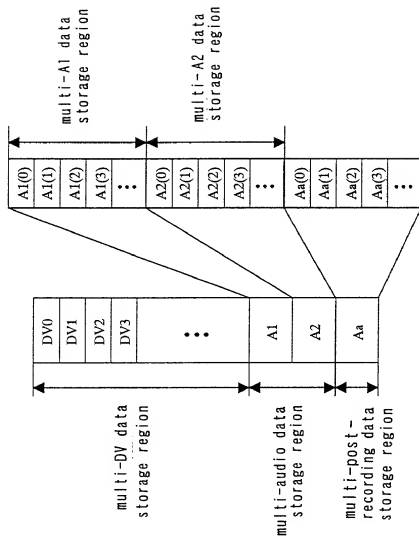 multi-DV data
storage region
multi-audio data
storage region
multi-post-
recording data
storage region
DV0
DV1
DV2
DV3
...
A1
A2
Aa
A1(0)
A1(1)
A1(2)
A1(3)
...
A2(0)
A2(1)
A2(2)
A2(3)
...
Aa(0)
Aa(1)
Aa(2)
Aa(3)
...
multi-A1 data
storage region
multi-A2 data
storage region